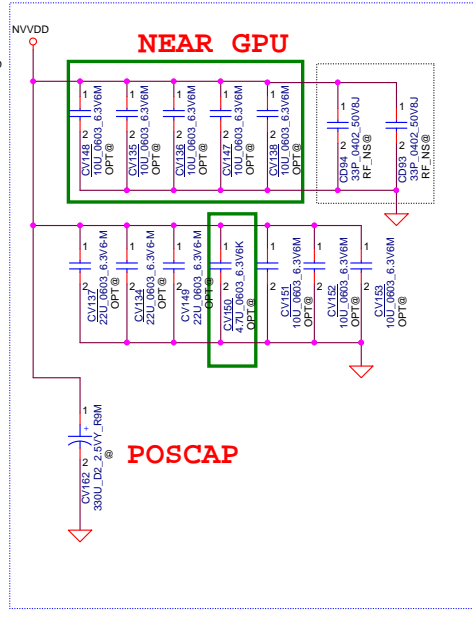 NVVDD
NEAR GPU
1
2
CV148
10U_0603_6.3V6M
OPT@
1
2
CV135
10U_0603_6.3V6M
OPT@
1
2
CV136
10U_0603_6.3V6M
OPT@
1
2
CV147
10U_0603_6.3V6M
OPT@
1
2
CV138
10U_0603_6.3V6M
OPT@
1
2
CD94
33P_0402_50V8J
RF_NS@
1
2
CD93
33P_0402_50V8J
RF_NS@
1
2
CV137
22U_0603_6.3V6-M
OPT@
1
2
CV134
22U_0603_6.3V6-M
OPT@
1
2
CV149
22U_0603_6.3V6-M
OPT@
1
2
CV150
4.7U_0603_6.3V6K
OPT@
1
2
CV151
10U_0603_6.3V6M
OPT@
1
2
CV152
10U_0603_6.3V6M
OPT@
1
2
CV153
10U_0603_6.3V6M
OPT@
1
+
2
CV162
330U_D2_2.5VY_R9M
@
POSCAP